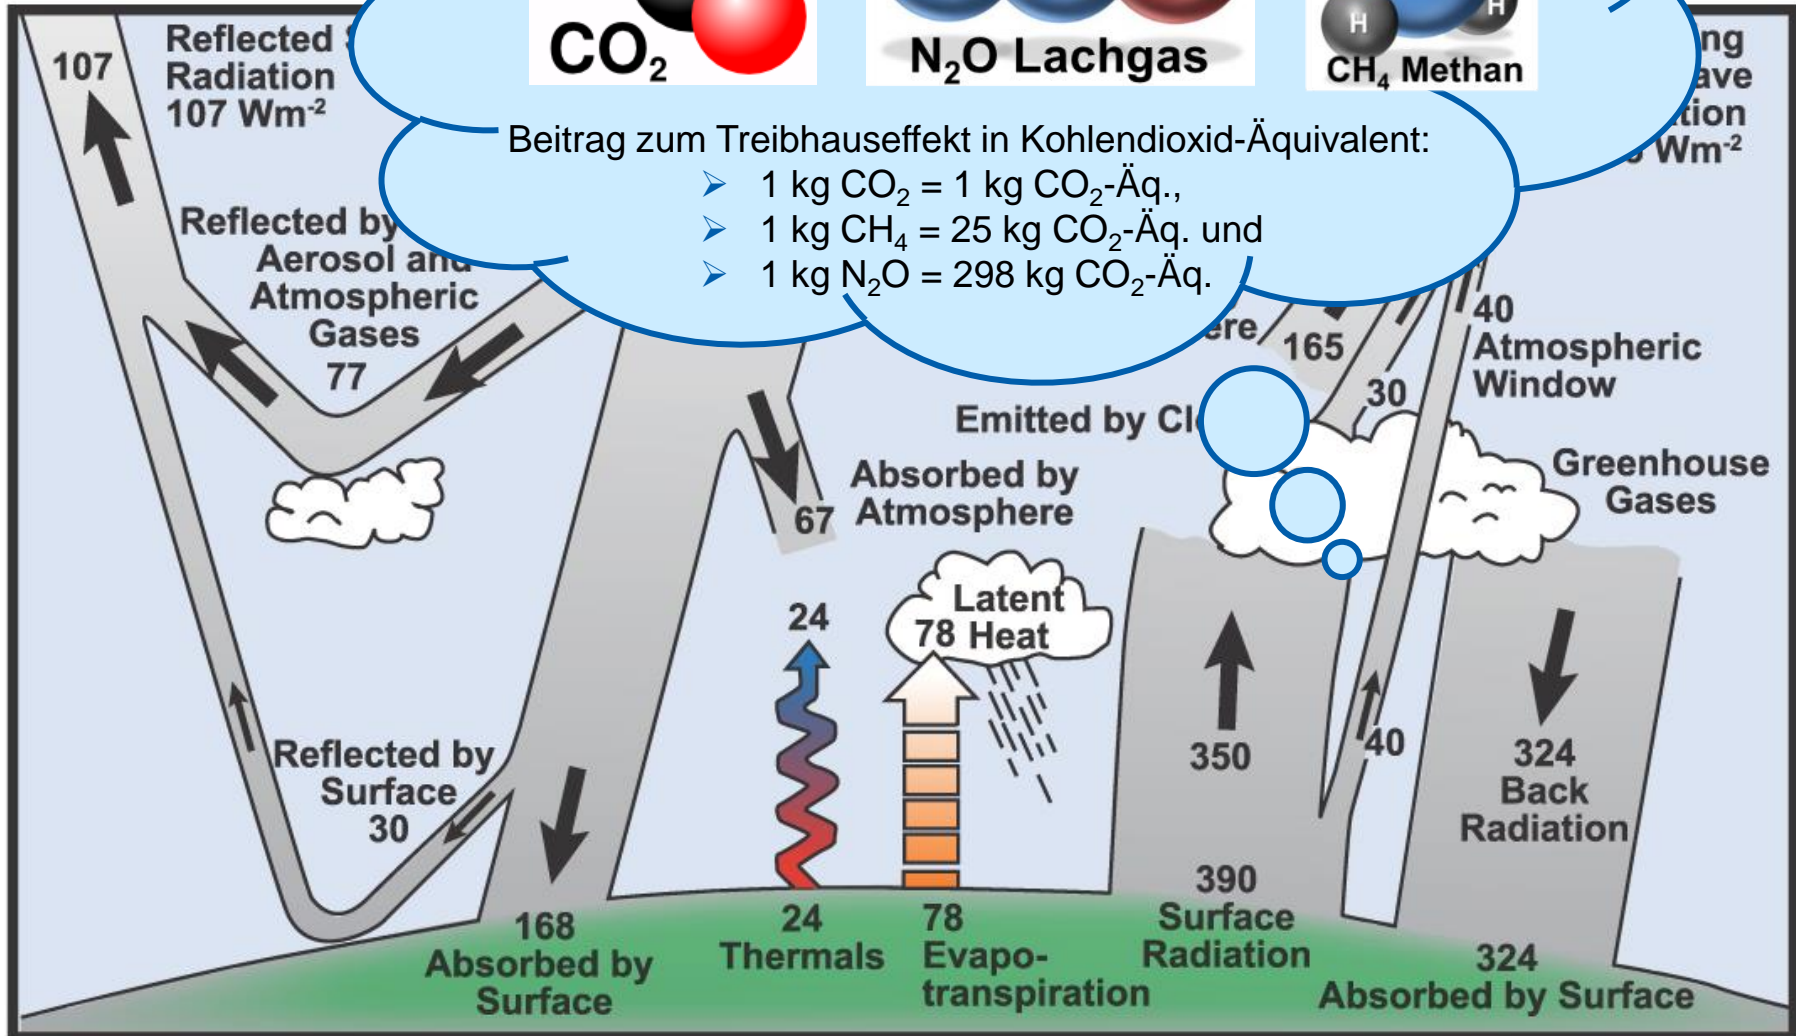 107
Reflected
Radiation
107 Wm-2
CO2
N2O Lachgas
H
H
CH4 Methan
Wm-2
Beitrag zum Treibhauseffekt in Kohlendioxid-Äquivalent:
➢ 1 kg CO2 = 1 kg CO2-Äq.,
➢ 1 kg CH4 = 25 kg CO2-Äq. und
➢ 1 kg N2O = 298 kg CO2-Äq.
Reflected by
Aerosol and
Atmospheric
Gases
77
165
40
Atmospheric
Window
30
Emitted by
Absorbed by
Atmosphere
67
Greenhouse
Gases
Latent
78 Heat
24
Reflected by
Surface
30
350
40
324
Back
Radiation
168
Absorbed by
Surface
24
Thermals
78
Evapo-
transpiration
390
Surface
Radiation
324
Absorbed by Surface